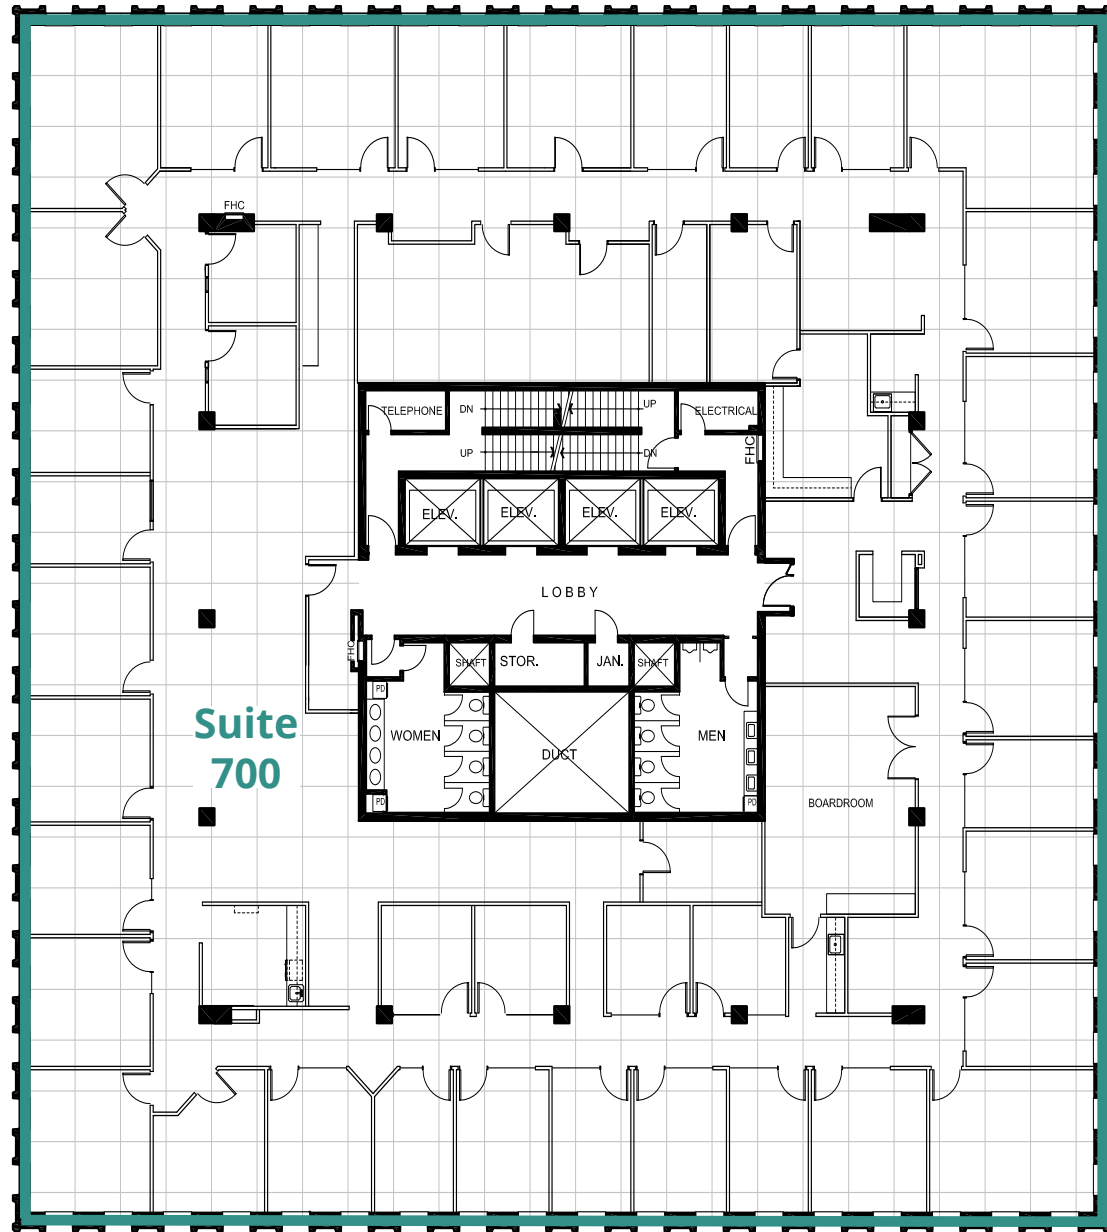 FHC
TELEPHONE
DN
UP
ELECTRICAL
UP
DN
FHC
ELEV.
ELEV.
ELEV.
ELEV.
LOBBY
FHC
SHAFT
STOR.
JAN.
SHAFT
PD
Suite
700
WOMEN
DUCT
MEN
BOARDROOM
PD
PD